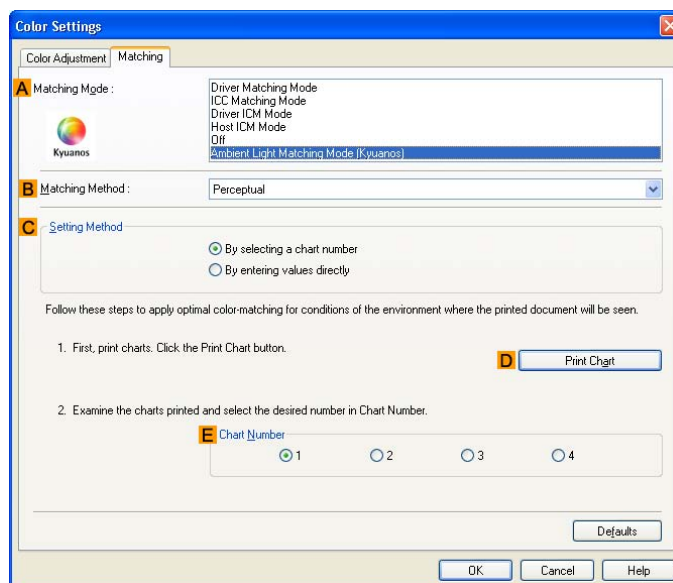 Color Settings
Color Adjustment Matching
A Matching Mode :
Driver Matching Mode
ICC Matching Mode
Driver ICM Mode
Host ICM Mode
Off
Ambient Light Matching Mode (Kyuanos)
Kyuanos
B Matching Method : Perceptual
C Setting Method
By selecting a chart number
By entering values directly
Follow these steps to apply optimal color-matching for conditions of the environment where the printed document will be seen.
1. First, print charts. Click the Print Chart button.
D Print Chart
2. Examine the charts printed and select the desired number in Chart Number.
E Chart Number
1 2 3 4
Defaults
OK Cancel Help